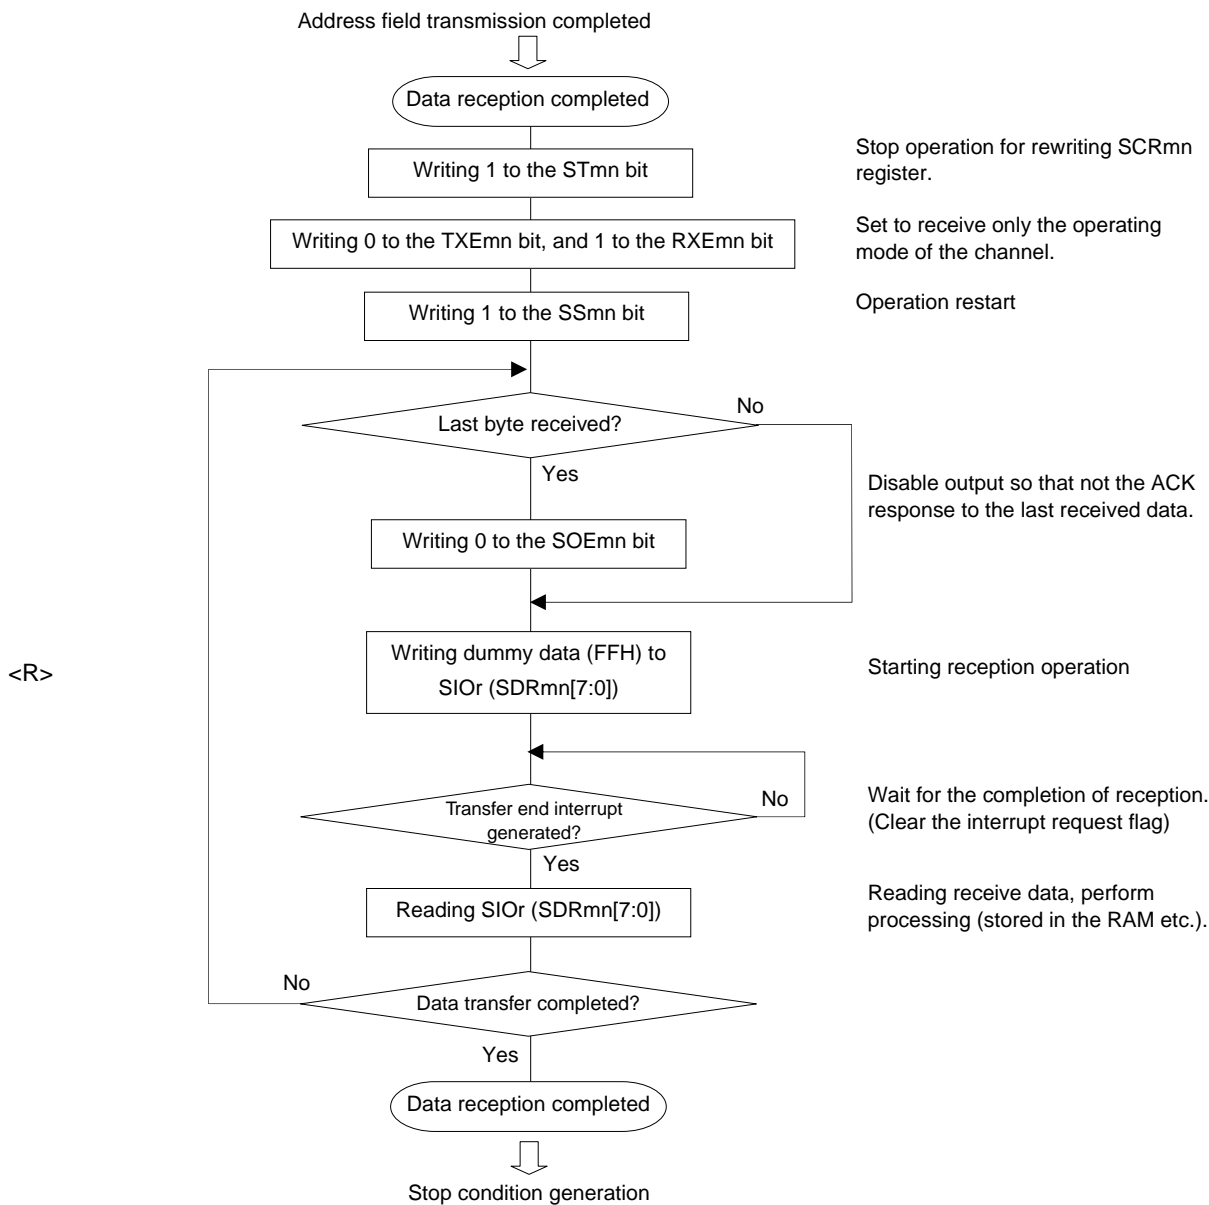 Address field transmission completed
Data reception completed
Writing 1 to the STmn bit
Stop operation for rewriting SCRmn
register.
Writing 0 to the TXEmn bit, and 1 to the RXEmn bit
Set to receive only the operating
mode of the channel.
Writing 1 to the SSmn bit
Operation restart
Last byte received?
No
Yes
Disable output so that not the ACK
response to the last received data.
Writing 0 to the SOEmn bit
<R>
Writing dummy data (FFH) to
SIOr (SDRmn[7:0])
Starting reception operation
Transfer end interrupt
generated?
No
Wait for the completion of reception.
(Clear the interrupt request flag)
Yes
Reading SIOr (SDRmn[7:0])
Reading receive data, perform
processing (stored in the RAM etc.).
No
Data transfer completed?
Yes
Data reception completed
Stop condition generation